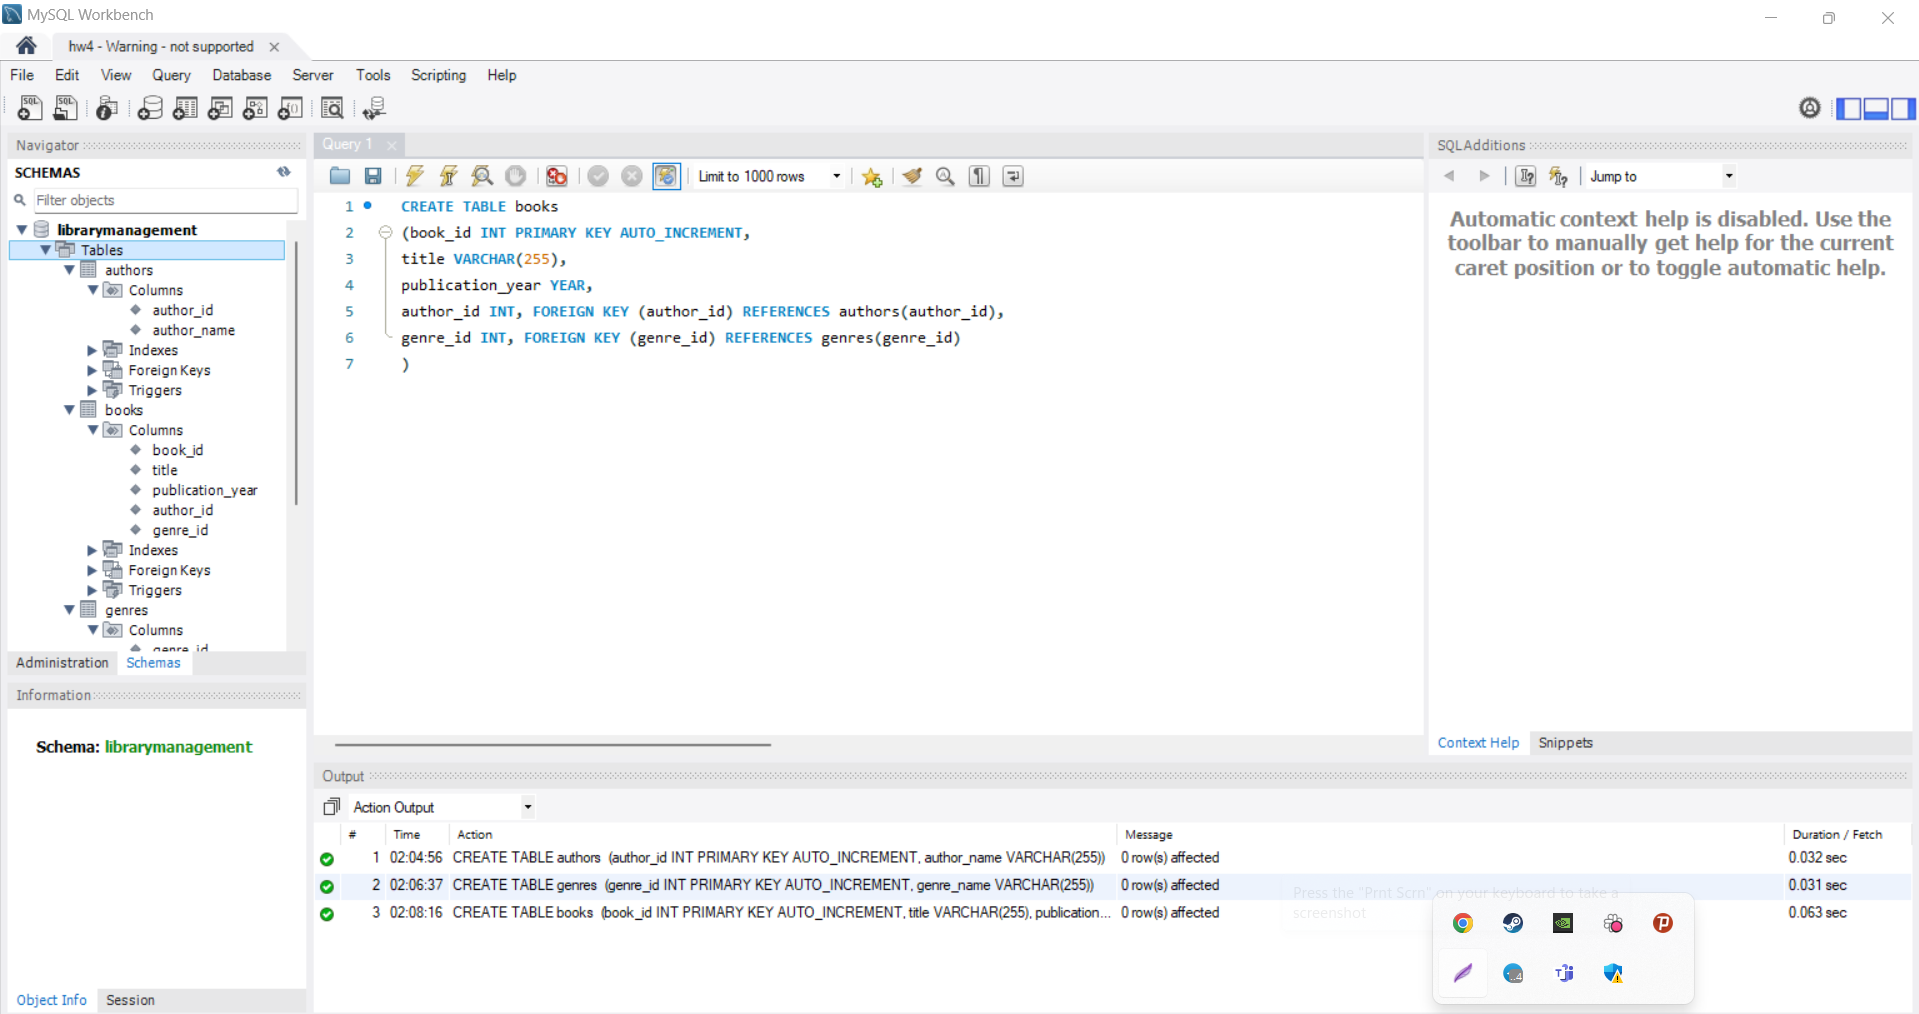 MySQL Workbench
hw4 - Warning - not supported
File Edit View Query Database Server Tools Scripting Help
Navigator
SCHEMAS
Filter objects
librarymanagement
Tables
authors
Columns
author_id
author_name
Indexes
Foreign Keys
Triggers
books
Columns
book_id
title
publication_year
author_id
genre_id
Indexes
Foreign Keys
Triggers
genres
Columns
genre_id
Administration Schemas
Information
Schema: librarymanagement
Object Info Session
Query 1
Limit to 1000 rows
1 CREATE TABLE books
2 (book_id INT PRIMARY KEY AUTO_INCREMENT,
3 title VARCHAR(255),
4 publication_year YEAR,
5 author_id INT, FOREIGN KEY (author_id) REFERENCES authors(author_id),
6 genre_id INT, FOREIGN KEY (genre_id) REFERENCES genres(genre_id)
7 )
SQLAdditions
Jump to
Automatic context help is disabled. Use the
toolbar to manually get help for the current
caret position or to toggle automatic help.
Context Help Snippets
Output
Action Output
# Time Action Message Duration / Fetch
1 02:04:56 CREATE TABLE authors (author_id INT PRIMARY KEY AUTO_INCREMENT, author_name VARCHAR(255)) 0 row(s) affected 0.032 sec
2 02:06:37 CREATE TABLE genres (genre_id INT PRIMARY KEY AUTO_INCREMENT, genre_name VARCHAR(255)) 0 row(s) affected 0.031 sec
3 02:08:16 CREATE TABLE books (book_id INT PRIMARY KEY AUTO_INCREMENT, title VARCHAR(255), publication... 0 row(s) affected 0.063 sec
Press the "Prnt Scrn" on your keyboard to take a
screenshot